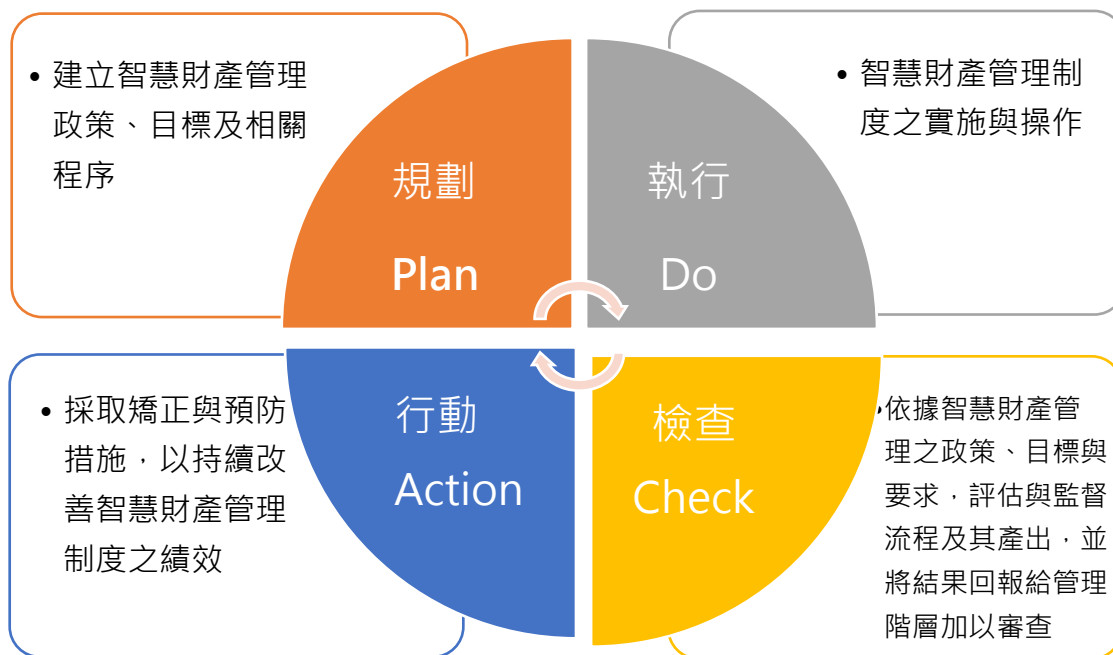 • 建立智慧財產管理
政策、目標及相關
程序
規劃
Plan
執行
Do
• 智慧財產管理制
度之實施與操作
• 採取矯正與預防
措施，以持續改
善智慧財產管理
制度之績效
行動
Action
檢查
Check
•依據智慧財產管
理之政策、目標與
要求，評估與監督
流程及其產出，並
將結果回報給管理
階層加以審查